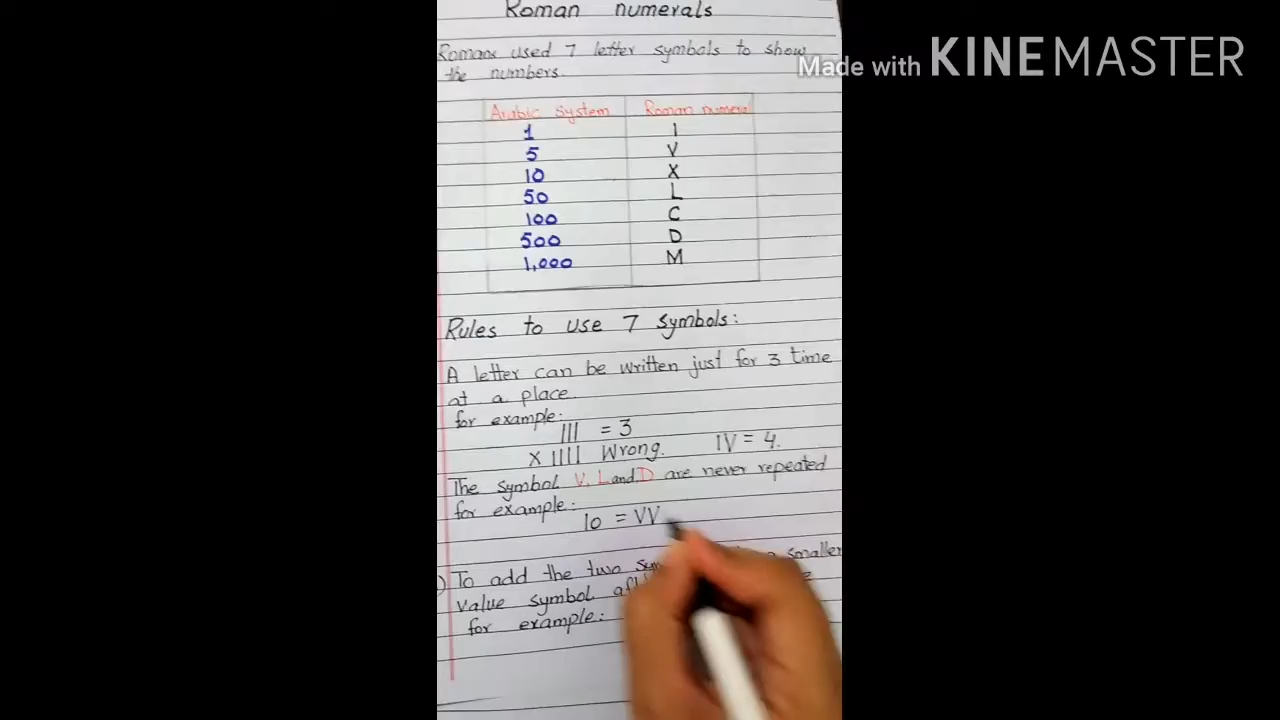 Roman numerals
Romans used 7 letter symbols to show
the numbers.
Made with KINEMASTER
Arabic System Roman numeral
1 I
5 V
10 X
50 L
100 C
500 D
1,000 M
Rules to use 7 symbols:
A letter can be written just for 3 time
at a place.
for example:
III = 3
X IIII Wrong. IV = 4.
The symbol V, L and D are never repeated
for example:
10 = VV
To add the two smaller
value symbol
for example: